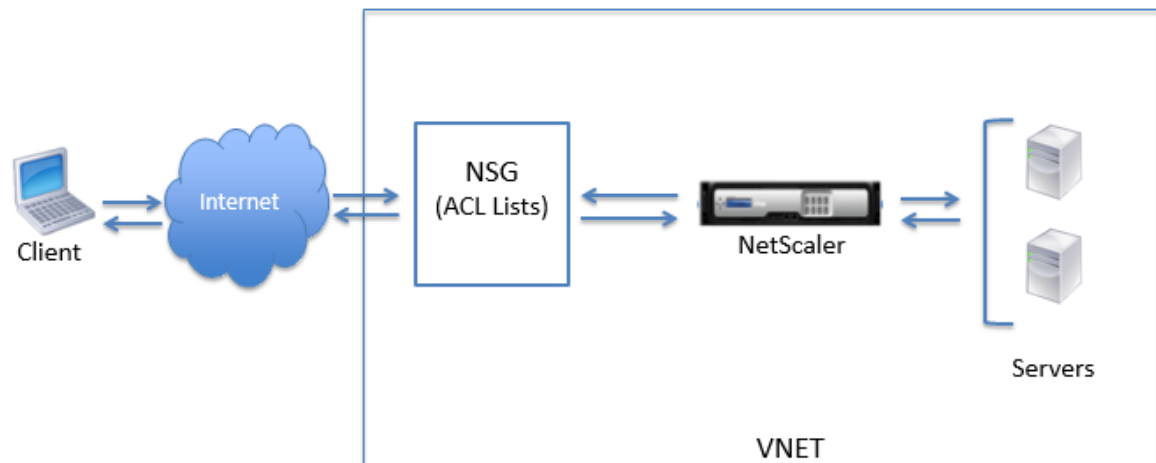 Client
Internet
NSG
(ACL Lists)
NetScaler
Servers
VNET